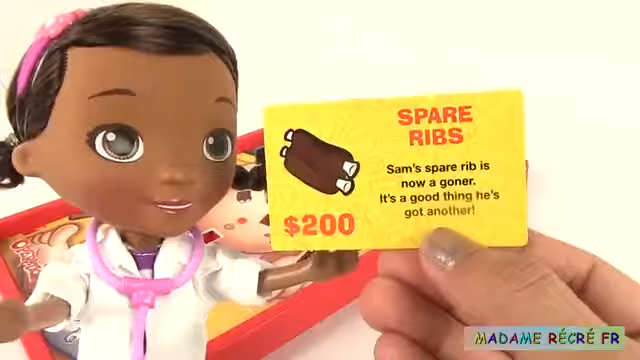 SPARE
RIBS
Sam's spare rib is
now a goner.
It's a good thing he's
got another!
$200
MADAME RÉCRÉ FR